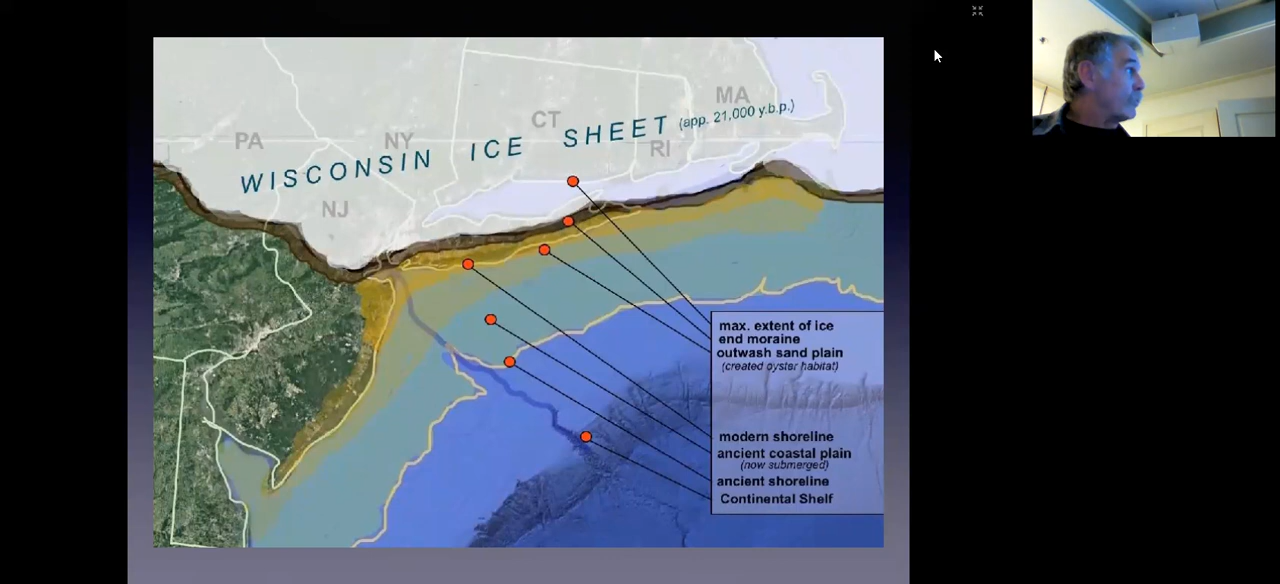 WISCONSIN ICE SHEET (app. 21,000 y.b.p.)
PA
NY
CT
MA
RI
NJ
max. extent of ice
end moraine
outwash sand plain
(created oyster habitat)
modern shoreline
ancient coastal plain
(now submerged)
ancient shoreline
Continental Shelf